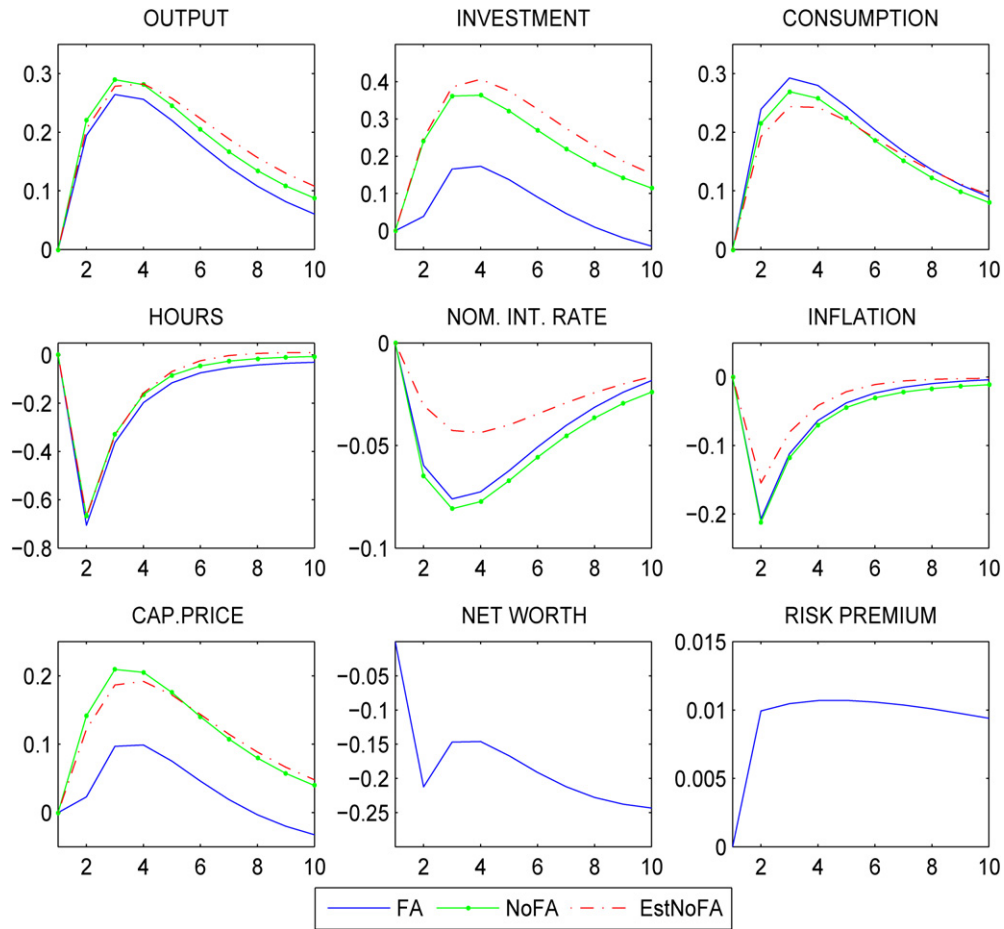 OUTPUT
INVESTMENT
CONSUMPTION
0.3
0.2
0.1
0
2 4 6 8 10
0.4
0.3
0.2
0.1
0
2 4 6 8 10
0.3
0.2
0.1
0
2 4 6 8 10
HOURS
NOM. INT. RATE
INFLATION
0
−0.2
−0.4
−0.6
−0.8
2 4 6 8 10
0
−0.05
−0.1
2 4 6 8 10
0
−0.1
−0.2
2 4 6 8 10
CAP.PRICE
NET WORTH
RISK PREMIUM
0.2
0.1
0
2 4 6 8 10
−0.05
−0.1
−0.15
−0.2
−0.25
2 4 6 8 10
0.015
0.01
0.005
0
2 4 6 8 10
FA NoFA EstNoFA